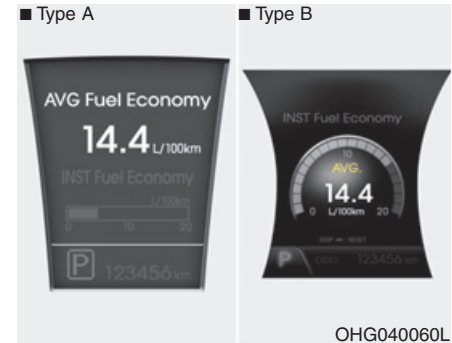 ■ Type A
AVG Fuel Economy
14.4 L/100km
INST Fuel Economy
L/100km
0 10 20
P 123456 km
■ Type B
INST Fuel Economy
10
AVG.
14.4
0 L/100km 20
RESET
P ODO 123456 km
OHG040060L